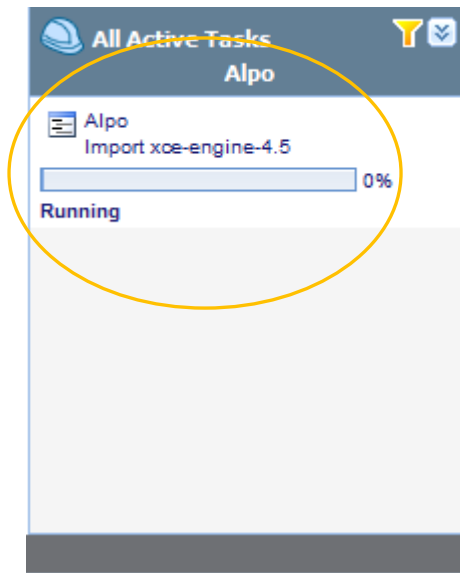 All Active Tasks
Alpo
Alpo
Import xce-engine-4.5
0%
Running